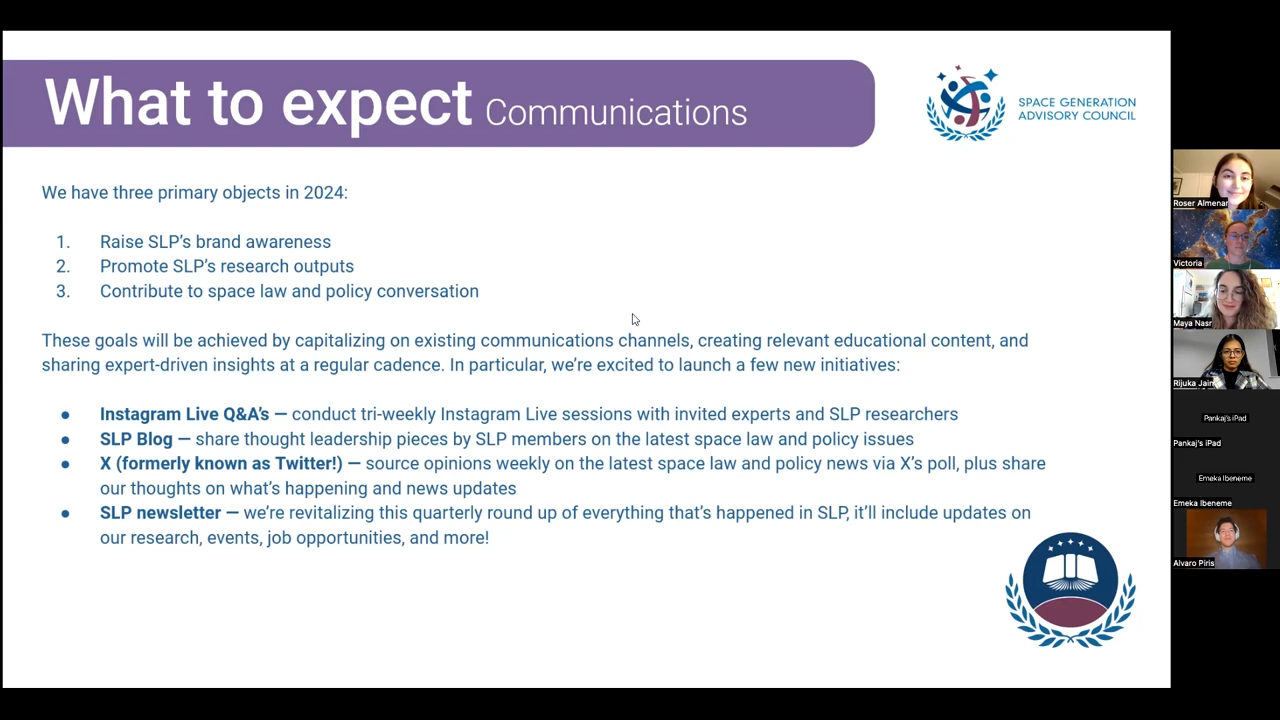 What to expect Communications
SPACE GENERATION
ADVISORY COUNCIL
We have three primary objects in 2024:
1. Raise SLP’s brand awareness
2. Promote SLP’s research outputs
3. Contribute to space law and policy conversation
These goals will be achieved by capitalizing on existing communications channels, creating relevant educational content, and
sharing expert-driven insights at a regular cadence. In particular, we’re excited to launch a few new initiatives:
● Instagram Live Q&A’s — conduct tri-weekly Instagram Live sessions with invited experts and SLP researchers
● SLP Blog — share thought leadership pieces by SLP members on the latest space law and policy issues
● X (formerly known as Twitter!) — source opinions weekly on the latest space law and policy news via X’s poll, plus share
our thoughts on what’s happening and news updates
● SLP newsletter — we’re revitalizing this quarterly round up of everything that’s happened in SLP, it’ll include updates on
our research, events, job opportunities, and more!
Roser Almenar
Victoria
Maya Nasr
Rijuka Jain
Pankaj's iPad
Pankaj's iPad
Emeka Ibeneme
Emeka Ibeneme
Alvaro Piris